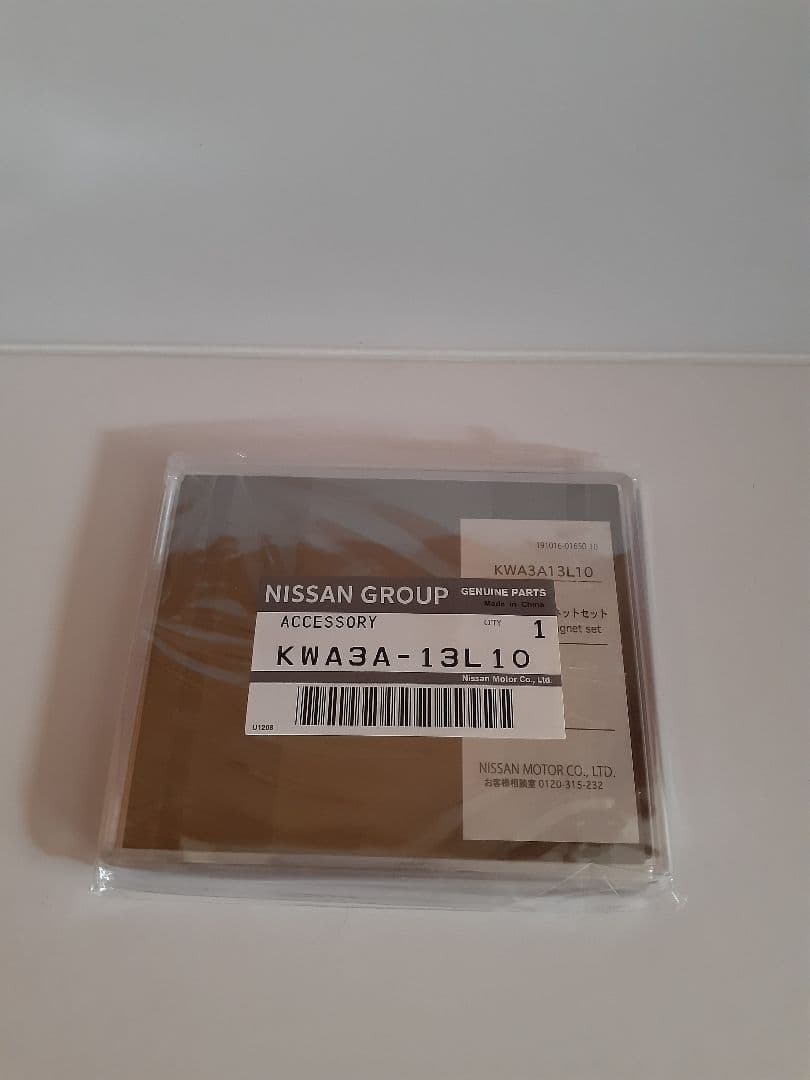 191016-01650 10
KWA3A13L10
ネットセット
gnet set
NISSAN GROUP GENUINE PARTS
Made in China
ACCESSORY Q'TY 1
KWA3A-13L10
Nissan Motor Co., Ltd.
U1208
NISSAN MOTOR CO., LTD.
お客様相談室 0120-315-232